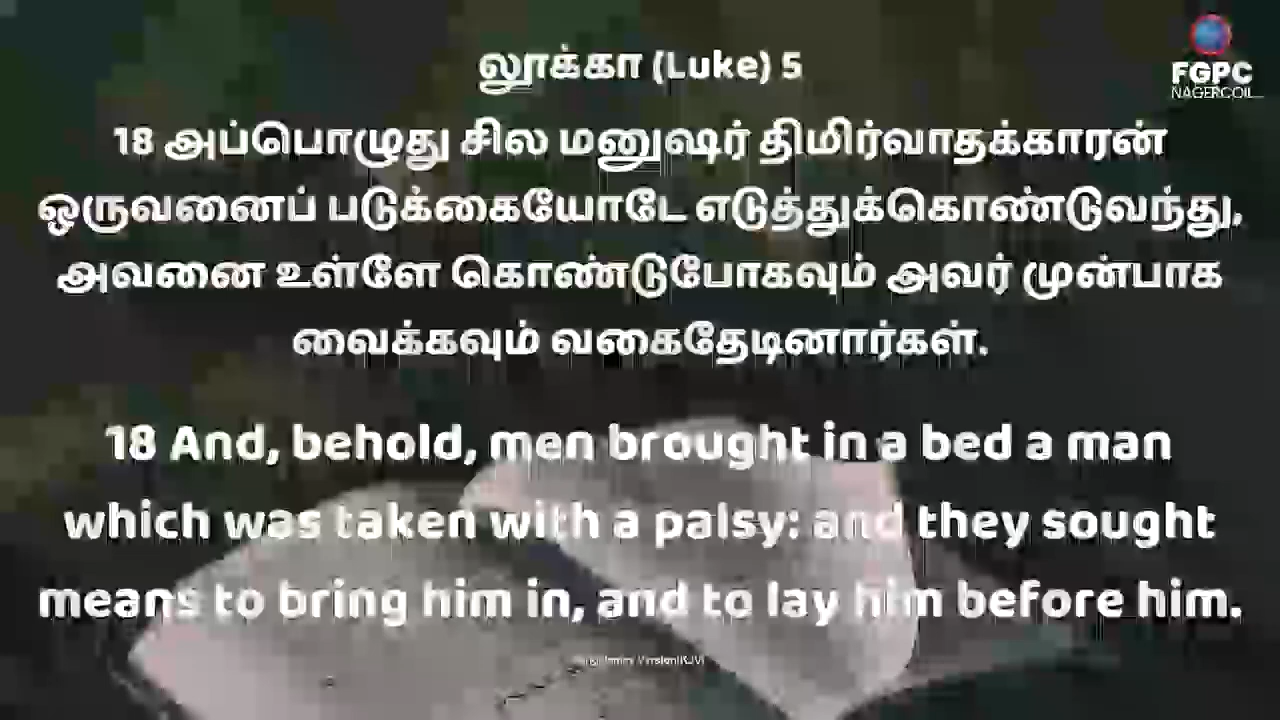 லூக்கா (Luke) 5
FGPC
NAGERCOIL
18 அப்பொழுது சில மனுஷர் திமிர்வாதக்காரன்
ஒருவனைப் படுக்கையோடே எடுத்துக்கொண்டுவந்து,
அவனை உள்ளே கொண்டுபோகவும் அவர் முன்பாக
வைக்கவும் வகைதேடினார்கள்.
18 And, behold, men brought in a bed a man
which was taken with a palsy: and they sought
means to bring him in, and to lay him before him.